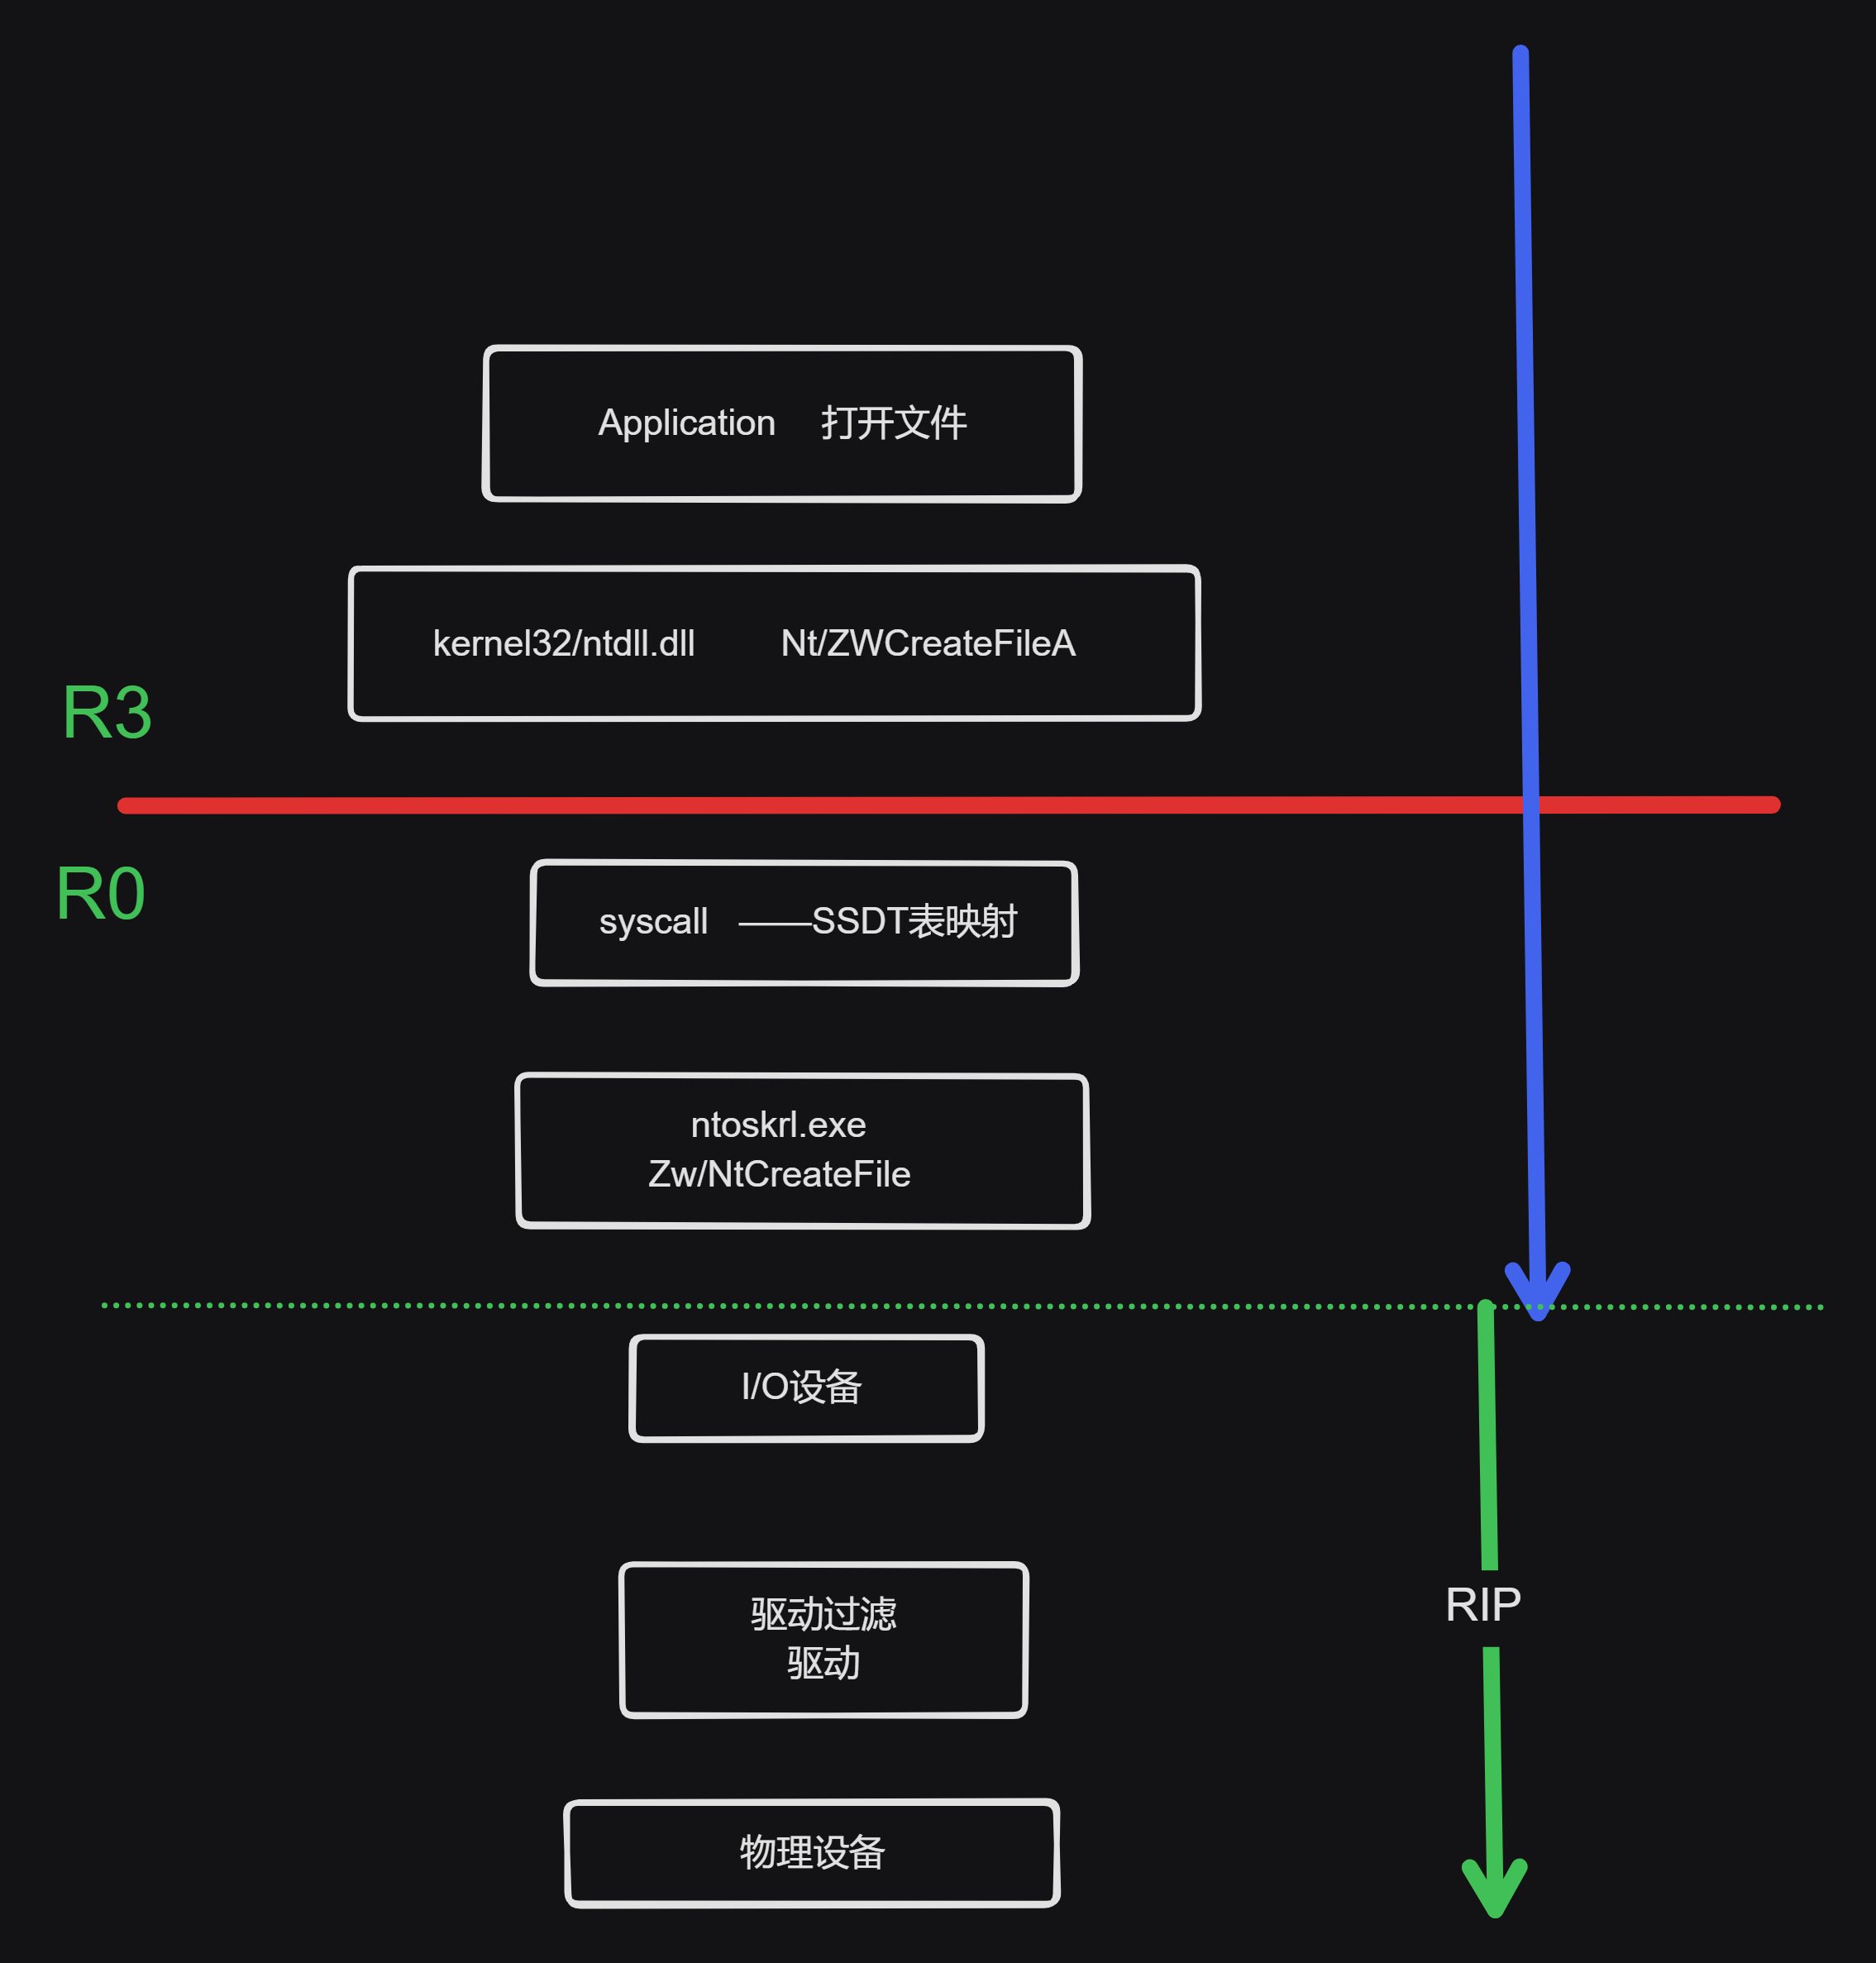 Application 打开文件
kernel32/ntdll.dll Nt/ZWCreateFileA
R3
R0
syscall ——SSDT表映射
ntoskrl.exe
Zw/NtCreateFile
I/O设备
驱动过滤
驱动
RIP
物理设备